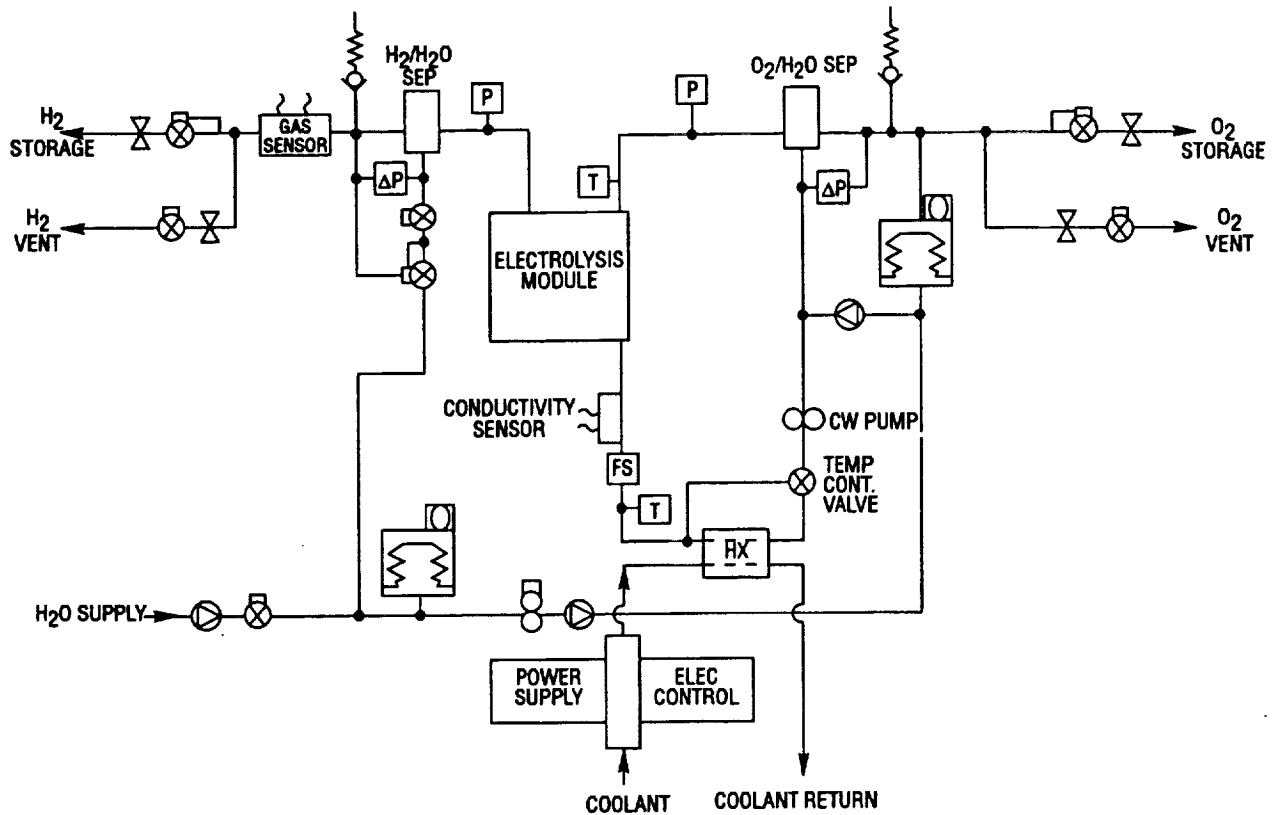 H2/H2O
SEP
O2/H2O SEP
P
P
H2
STORAGE
GAS
SENSOR
O2
STORAGE
ΔP
T
ΔP
H2
VENT
O2
VENT
ELECTROLYSIS
MODULE
CONDUCTIVITY
SENSOR
CW PUMP
FS
TEMP
CONT.
VALVE
T
HX
H2O SUPPLY
POWER
SUPPLY
ELEC
CONTROL
COOLANT
COOLANT RETURN